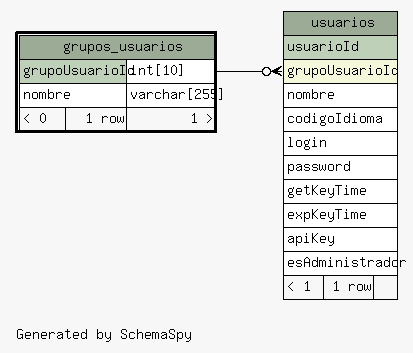 grupos_usuarios
grupoUsuarioId int[10]
nombre varchar[255]
< 0 1 row 1 >
usuarios
usuarioId
grupoUsuarioId
nombre
codigoIdioma
login
password
getKeyTime
expKeyTime
apiKey
esAdministrador
< 1 1 row
Generated by SchemaSpy